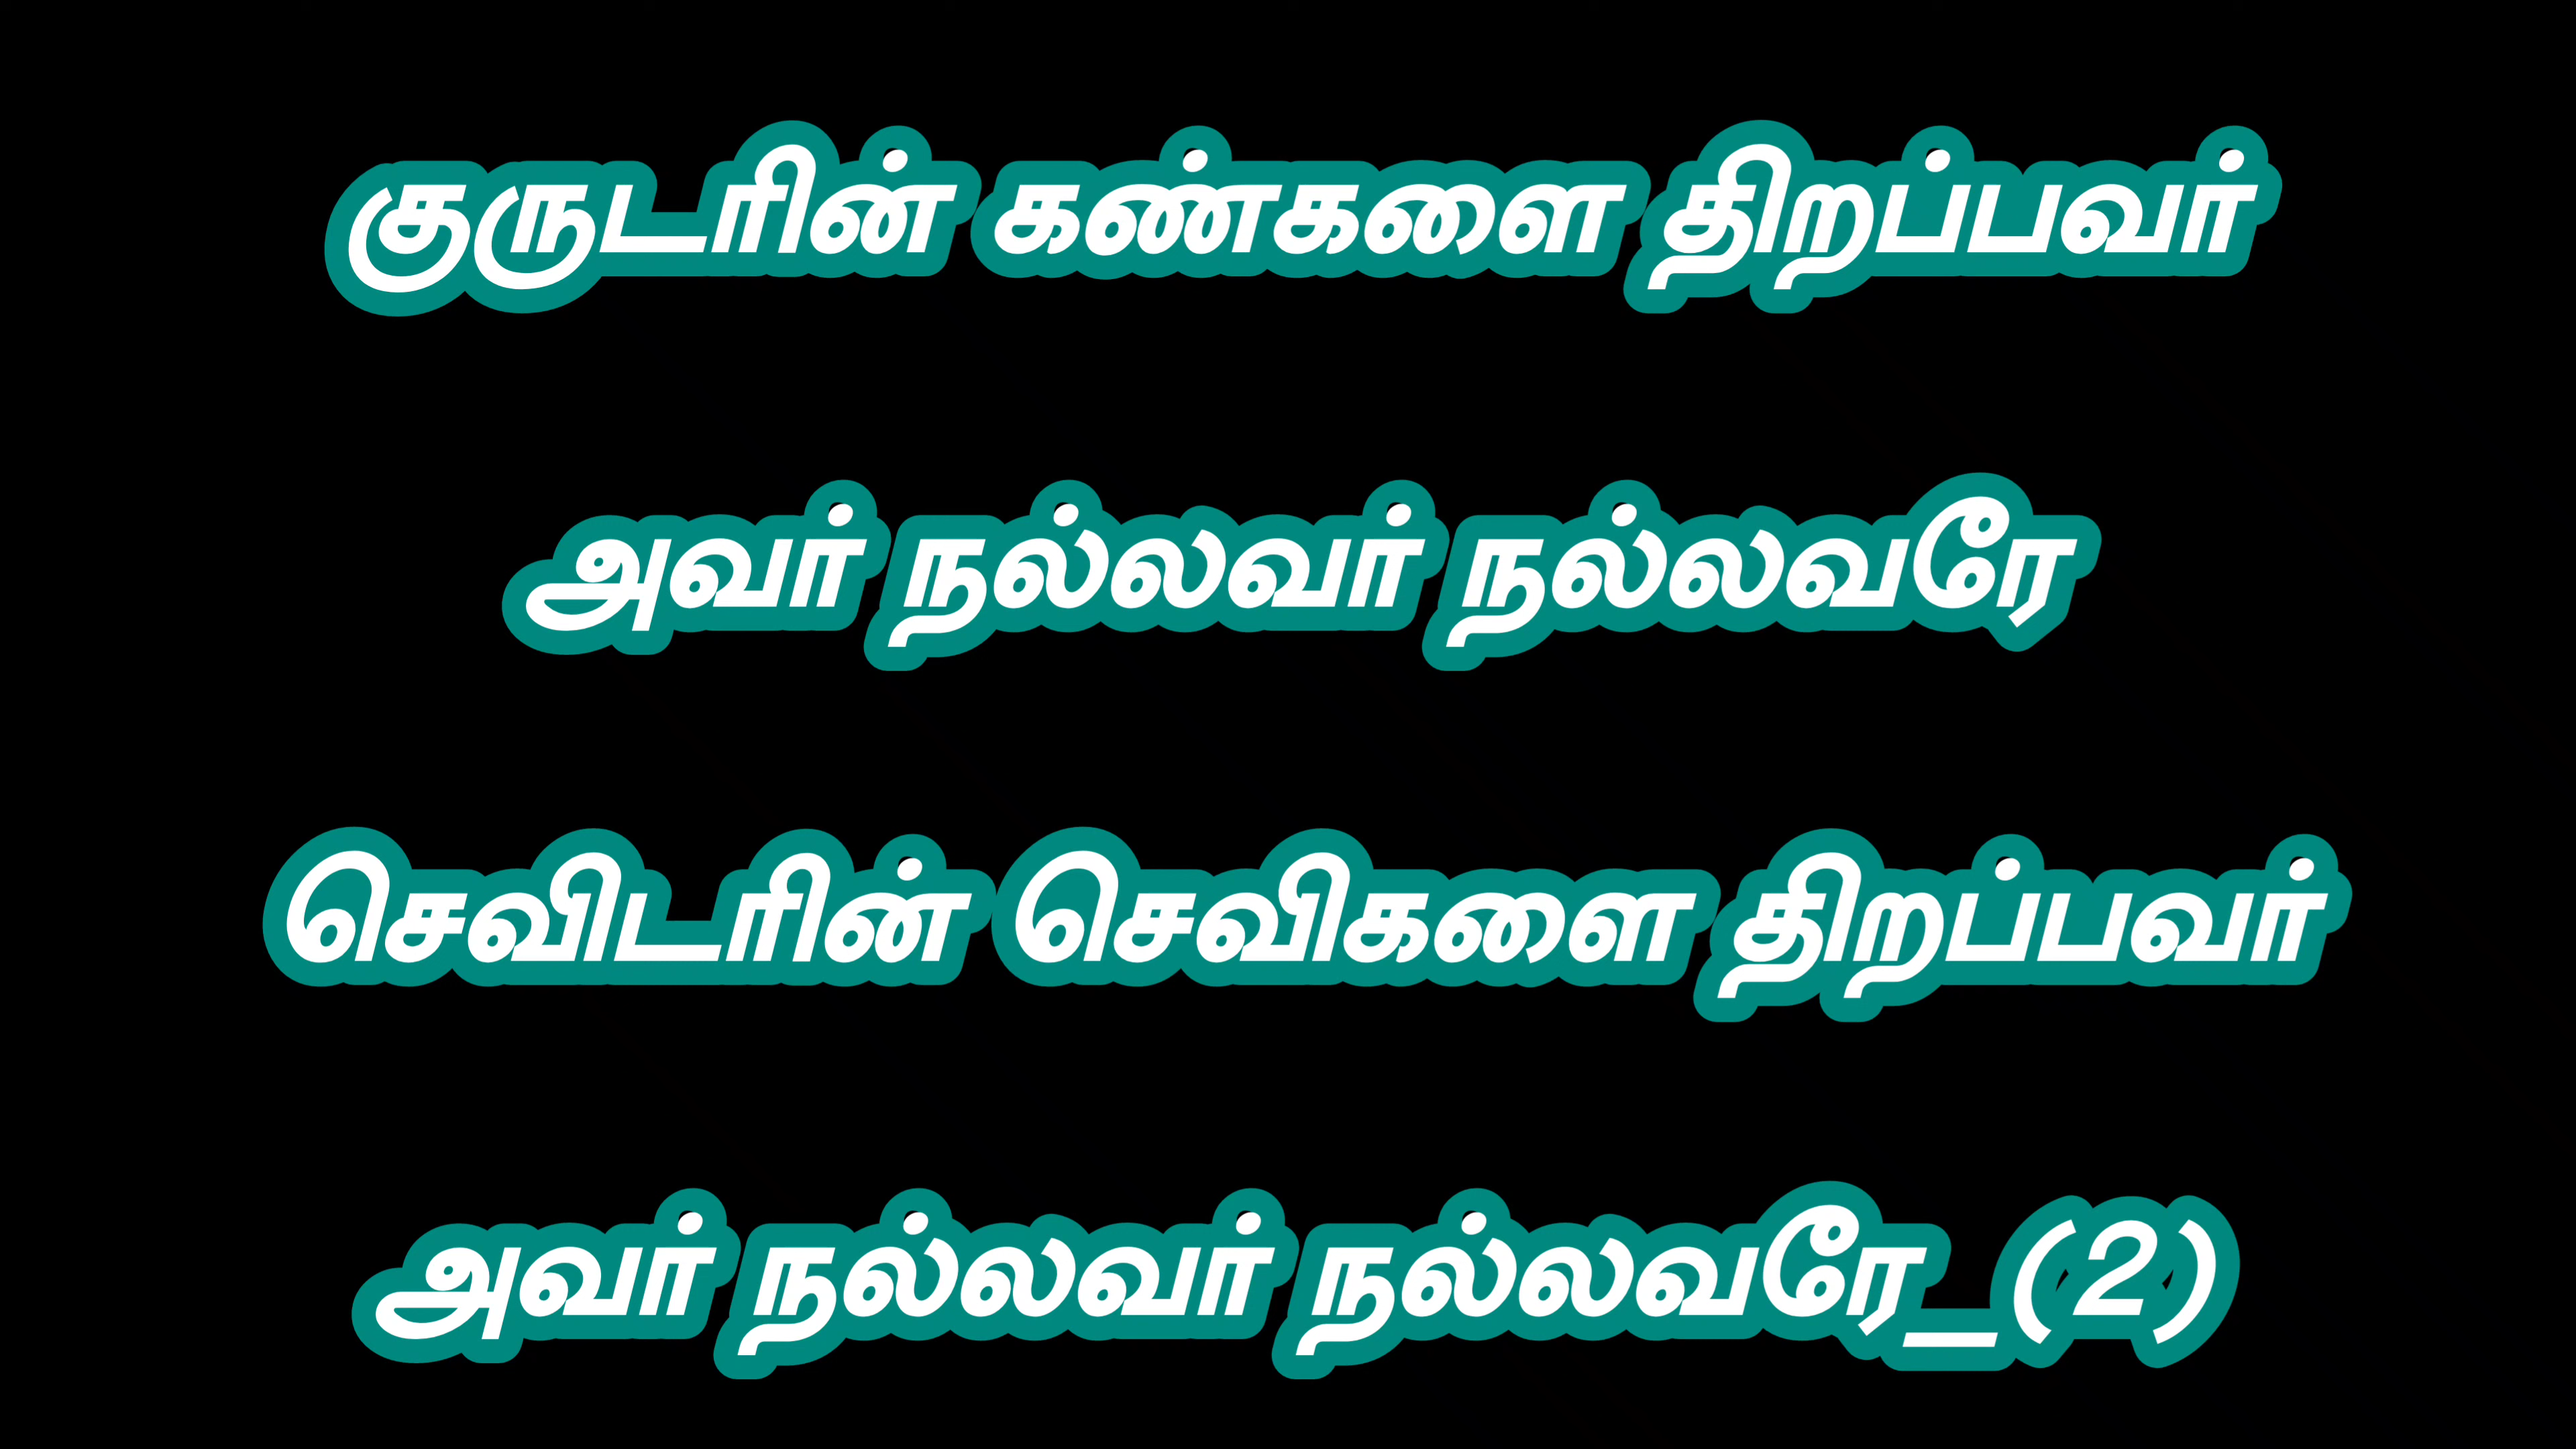 குருடரின் கண்களை திறப்பவர்
அவர் நல்லவர் நல்லவரே
செவிடரின் செவிகளை திறப்பவர்
அவர் நல்லவர் நல்லவரே_(2)